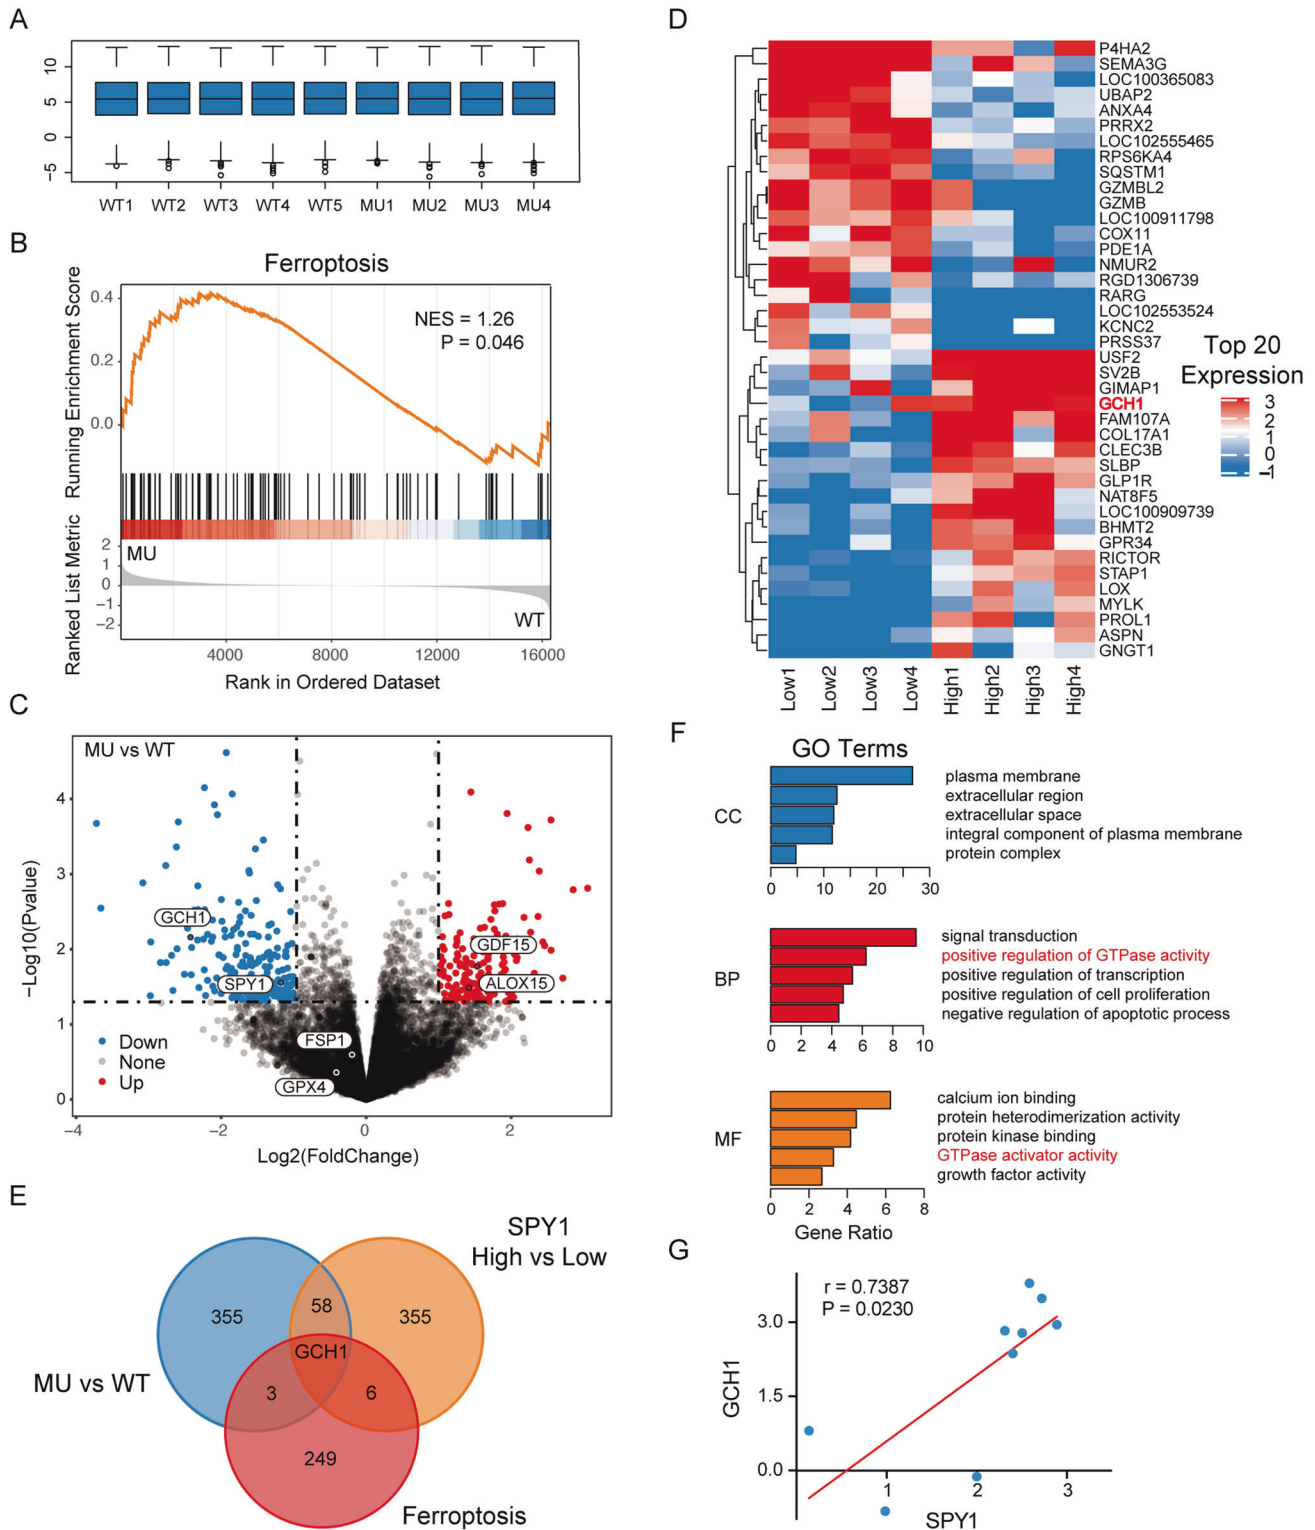 A
10
5
0
−5
WT1 WT2 WT3 WT4 WT5 MU1 MU2 MU3 MU4
B
Ferroptosis
NES = 1.26
P = 0.046
Running Enrichment Score
0.4
0.2
0.0
Ranked List Metric
2
1
0
−1
−2
MU
WT
4000 8000 12000 16000
Rank in Ordered Dataset
C
MU vs WT
−Log10(Pvalue)
4
3
2
1
0
GCH1
SPY1
GDF15
ALOX15
FSP1
GPX4
Down
None
Up
−4 −2 0 2
Log2(FoldChange)
D
P4HA2
SEMA3G
LOC100365083
UBAP2
ANXA4
PRRX2
LOC102555465
RPS6KA4
SQSTM1
GZMBL2
GZMB
LOC100911798
COX11
PDE1A
NMUR2
RGD1306739
RARG
LOC102553524
KCNC2
PRSS37
USF2
SV2B
GIMAP1
GCH1
FAM107A
COL17A1
CLEC3B
SLBP
GLP1R
NAT8F5
LOC100909739
BHMT2
GPR34
RICTOR
STAP1
LOX
MYLK
PROL1
ASPN
GNGT1
Low1 Low2 Low3 Low4 High1 High2 High3 High4
Top 20
Expression
3
2
1
0
−1
E
SPY1
High vs Low
355
58
355
GCH1
MU vs WT
3
6
249
Ferroptosis
F
GO Terms
CC
plasma membrane
extracellular region
extracellular space
integral component of plasma membrane
protein complex
0 10 20 30
BP
signal transduction
positive regulation of GTPase activity
positive regulation of transcription
positive regulation of cell proliferation
negative regulation of apoptotic process
0 2 4 6 8 10
MF
calcium ion binding
protein heterodimerization activity
protein kinase binding
GTPase activator activity
growth factor activity
0 2 4 6 8
Gene Ratio
G
r = 0.7387
P = 0.0230
GCH1
3.0
1.5
0.0
1 2 3
SPY1